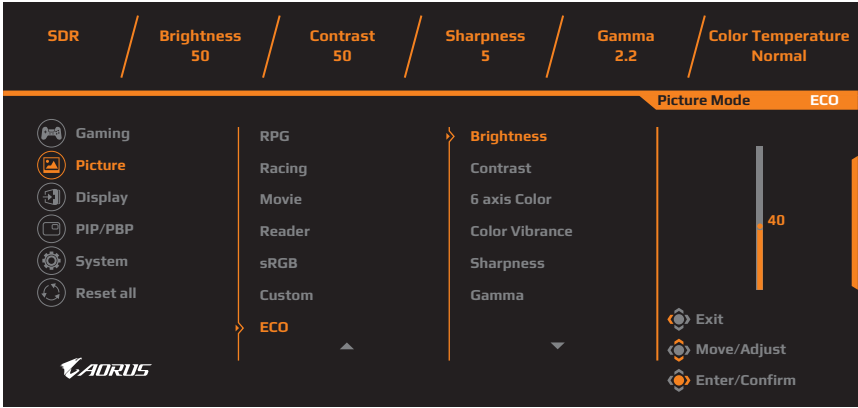 SDR
Brightness
50
Contrast
50
Sharpness
5
Gamma
2.2
Color Temperature
Normal
Picture Mode ECO
Gaming
Picture
Display
PIP/PBP
System
Reset all
RPG
Racing
Movie
Reader
sRGB
Custom
ECO
Brightness
Contrast
6 axis Color
Color Vibrance
Sharpness
Gamma
40
Exit
Move/Adjust
Enter/Confirm
AORUS